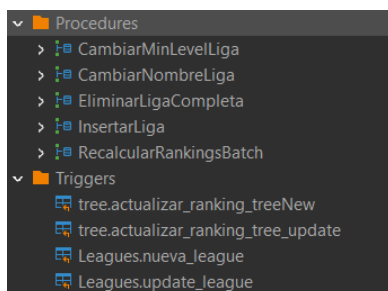 Procedures
CambiarMinLevelLiga
CambiarNombreLiga
EliminarLigaCompleta
InsertarLiga
RecalcularRankingsBatch
Triggers
tree.actualizar_ranking_treeNew
tree.actualizar_ranking_tree_update
Leagues.nueva_league
Leagues.update_league